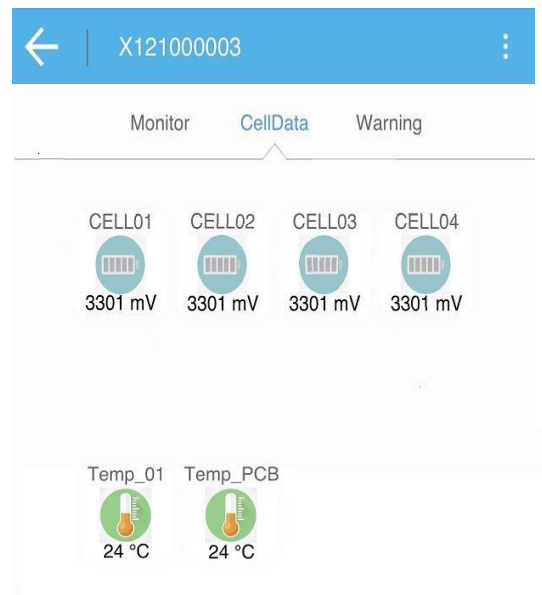 X121000003
Monitor CellData Warning
CELL01 CELL02 CELL03 CELL04
3301 mV 3301 mV 3301 mV 3301 mV
Temp_01 Temp_PCB
24 °C 24 °C